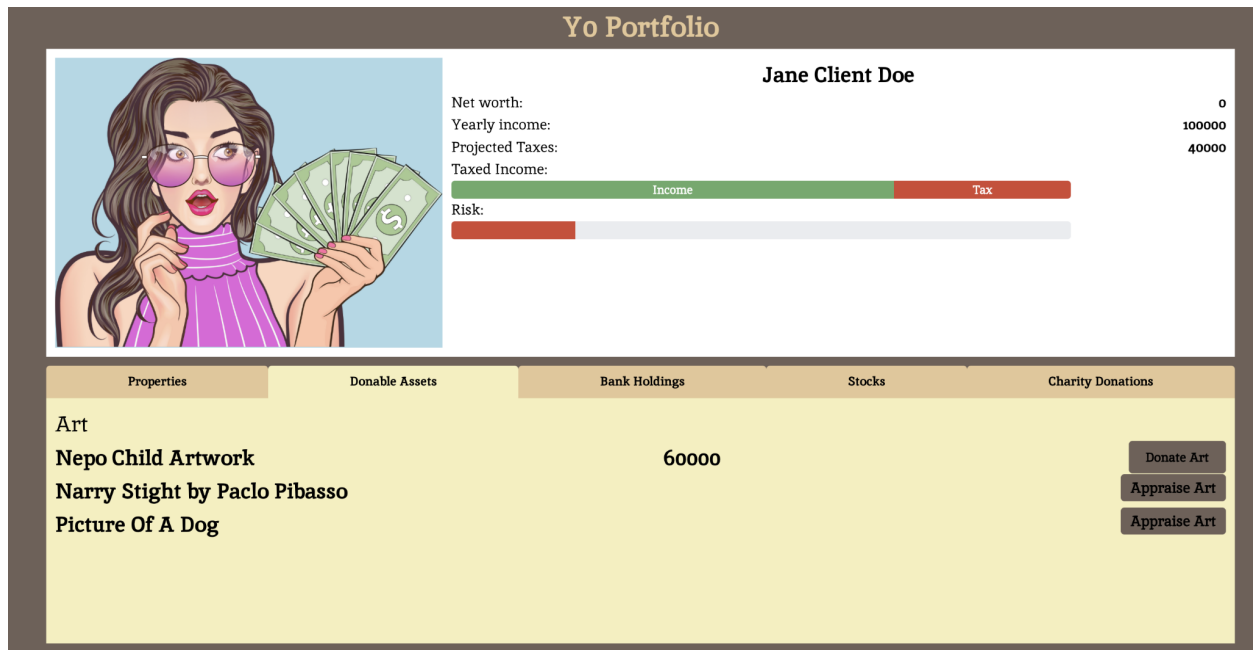 Yo Portfolio
Jane Client Doe
Net worth: 0
Yearly income: 100000
Projected Taxes: 40000
Taxed Income:
Income Tax
Risk:
Properties Donable Assets Bank Holdings Stocks Charity Donations
Art
Nepo Child Artwork 60000 Donate Art
Narry Stight by Paclo Pibasso Appraise Art
Picture Of A Dog Appraise Art